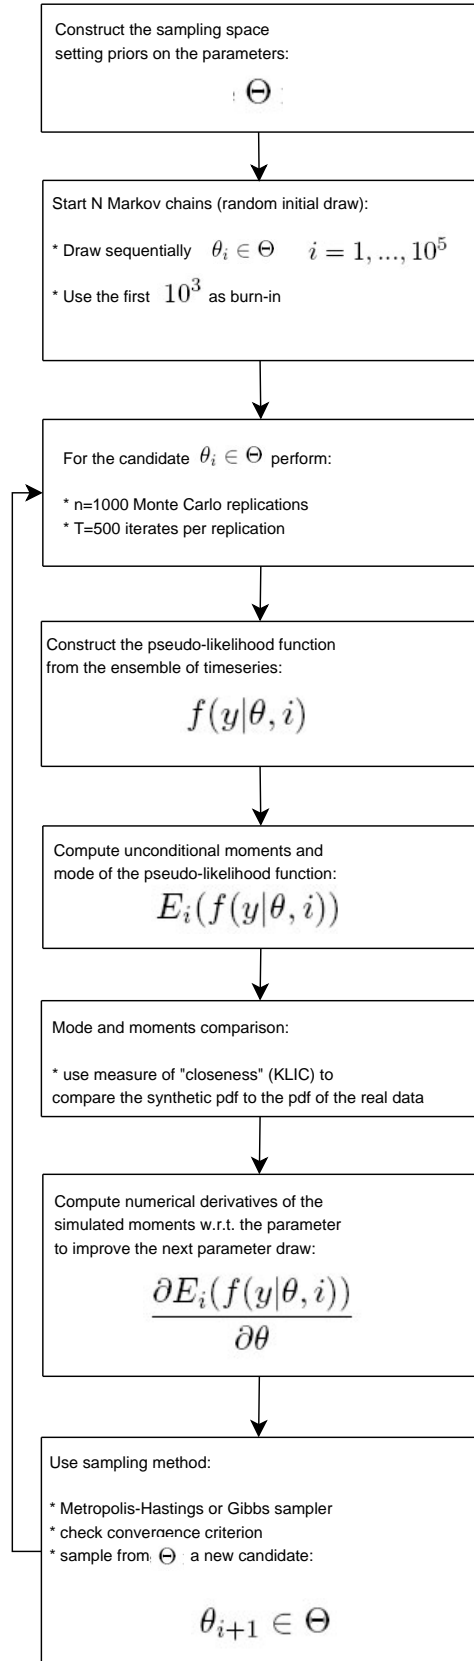 Construct the sampling space
setting priors on the parameters:
Θ
Start N Markov chains (random initial draw):
* Draw sequentially θ_i ∈ Θ i = 1, ..., 10^5
* Use the first 10^3 as burn-in
For the candidate θ_i ∈ Θ perform:
* n=1000 Monte Carlo replications
* T=500 iterates per replication
Construct the pseudo-likelihood function
from the ensemble of timeseries:
f(y|θ, i)
Compute unconditional moments and
mode of the pseudo-likelihood function:
E_i(f(y|θ, i))
Mode and moments comparison:
* use measure of "closeness" (KLIC) to
compare the synthetic pdf to the pdf of the real data
Compute numerical derivatives of the
simulated moments w.r.t. the parameter
to improve the next parameter draw:
∂E_i(f(y|θ, i))
∂θ
Use sampling method:
* Metropolis-Hastings or Gibbs sampler
* check convergence criterion
* sample from Θ a new candidate:
θ_{i+1} ∈ Θ